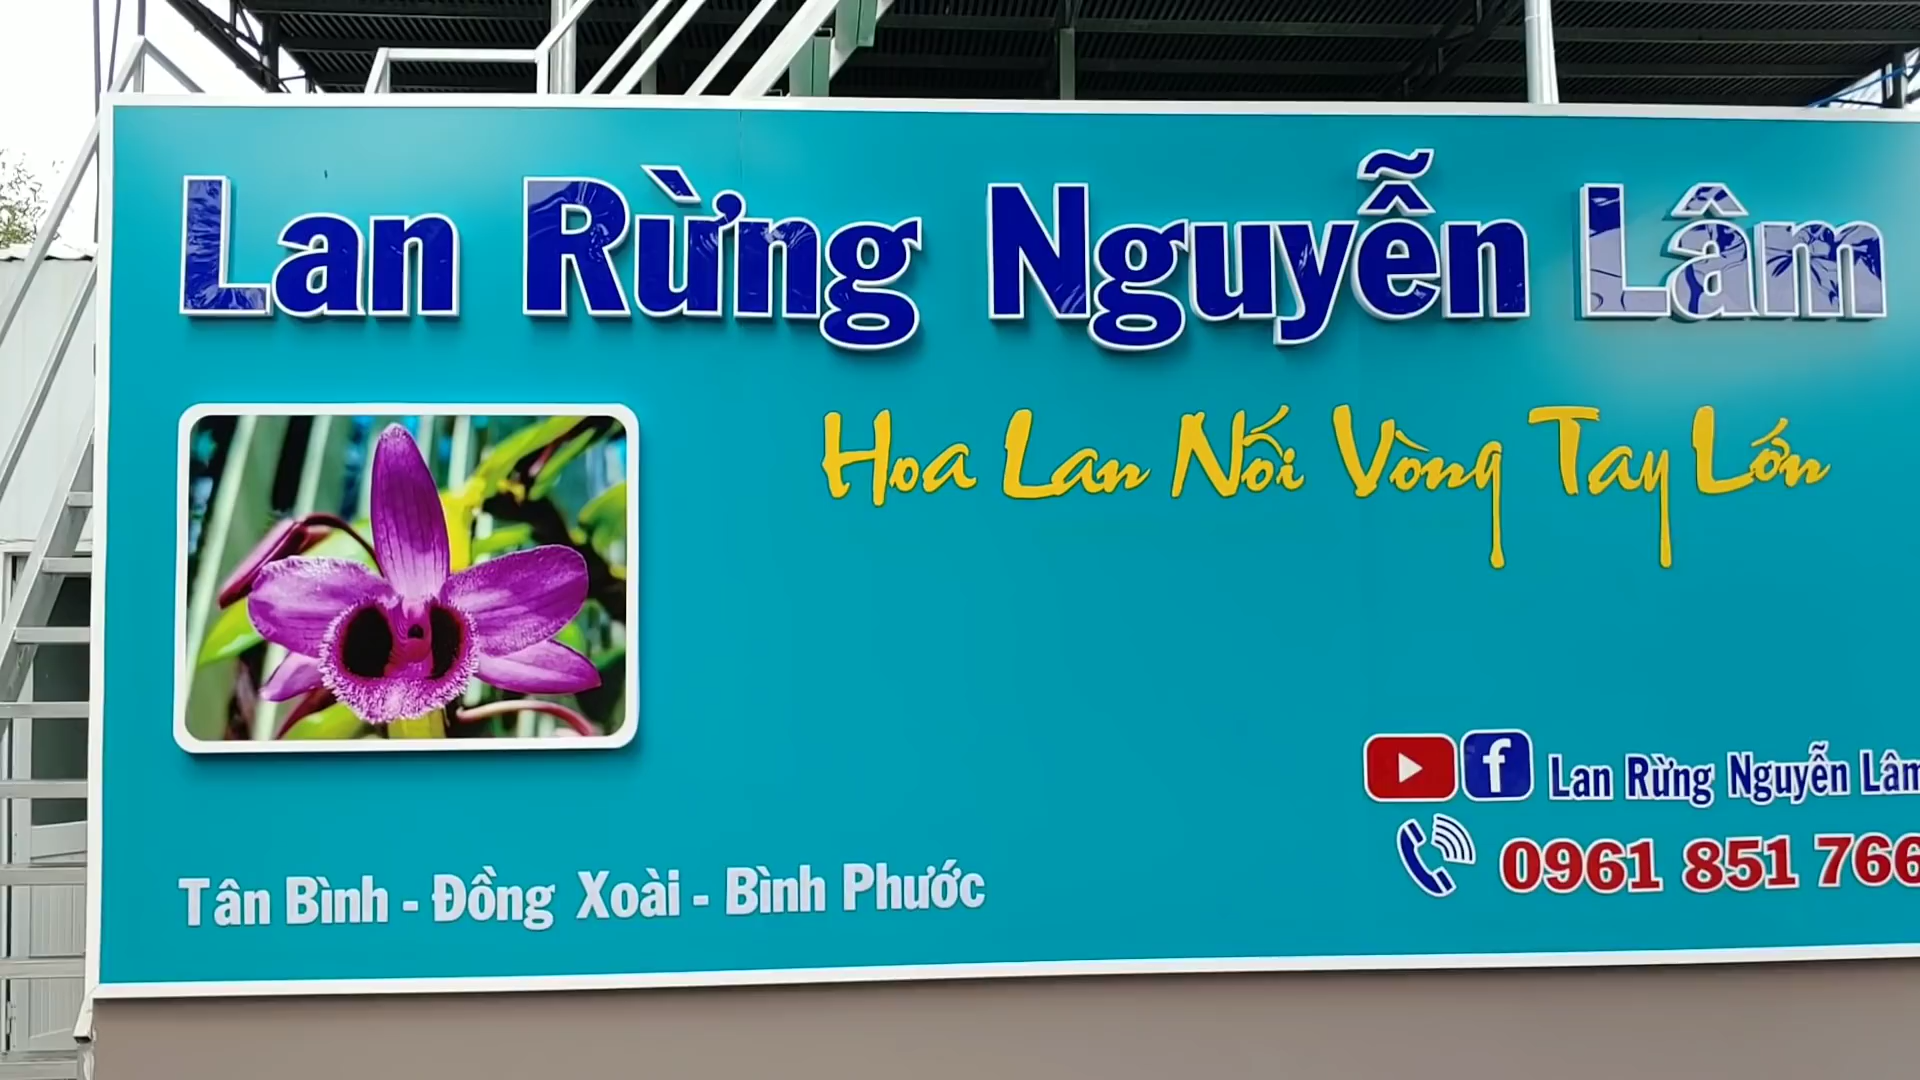 Lan Rừng Nguyễn Lâm
Hoa Lan Nối Vòng Tay Lớn
Lan Rừng Nguyễn Lâm
0961 851 766
Tân Bình - Đồng Xoài - Bình Phước